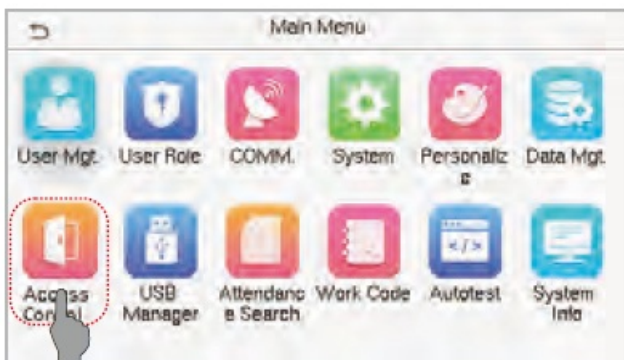 Main Menu
User Mgt. User Role COMM. System Personaliz Data Mgt.
e
Access USB Attendanc Work Code Autotest System
Control Manager e Search Info